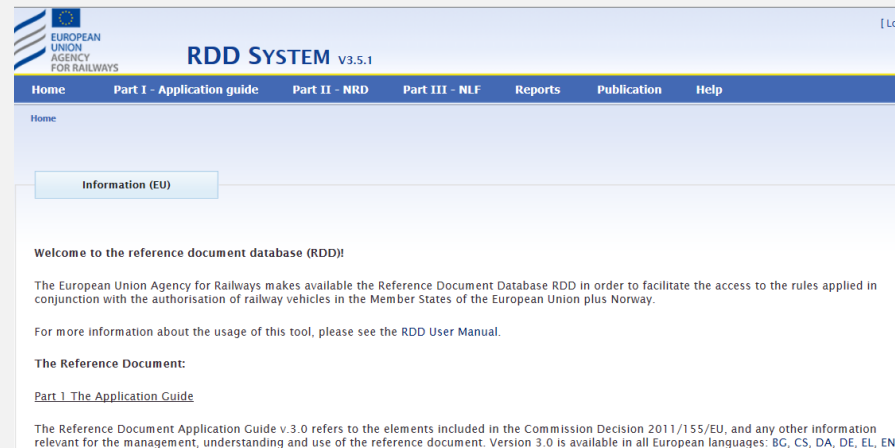 EUROPEAN
UNION
AGENCY
FOR RAILWAYS
RDD SYSTEM V3.5.1
Home Part I - Application guide Part II - NRD Part III - NLF Reports Publication Help
Home
Information (EU)
Welcome to the reference document database (RDD)!
The European Union Agency for Railways makes available the Reference Document Database RDD in order to facilitate the access to the rules applied in
conjunction with the authorisation of railway vehicles in the Member States of the European Union plus Norway.
For more information about the usage of this tool, please see the RDD User Manual.
The Reference Document:
Part 1 The Application Guide
The Reference Document Application Guide v.3.0 refers to the elements included in the Commission Decision 2011/155/EU, and any other information
relevant for the management, understanding and use of the reference document. Version 3.0 is available in all European languages: BG, CS, DA, DE, EL, EN